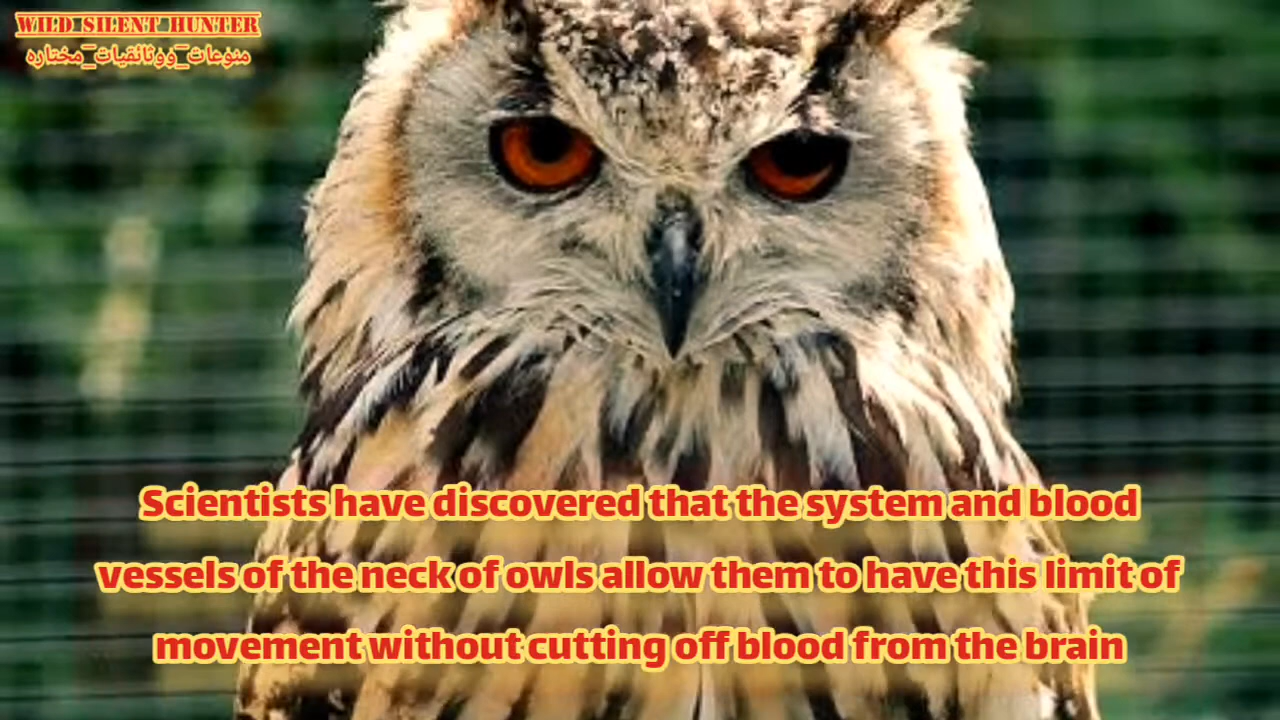 WILD SILENT HUNTER
منوعات_ووثائقيات_مختاره
Scientists have discovered that the system and blood
vessels of the neck of owls allow them to have this limit of
movement without cutting off blood from the brain